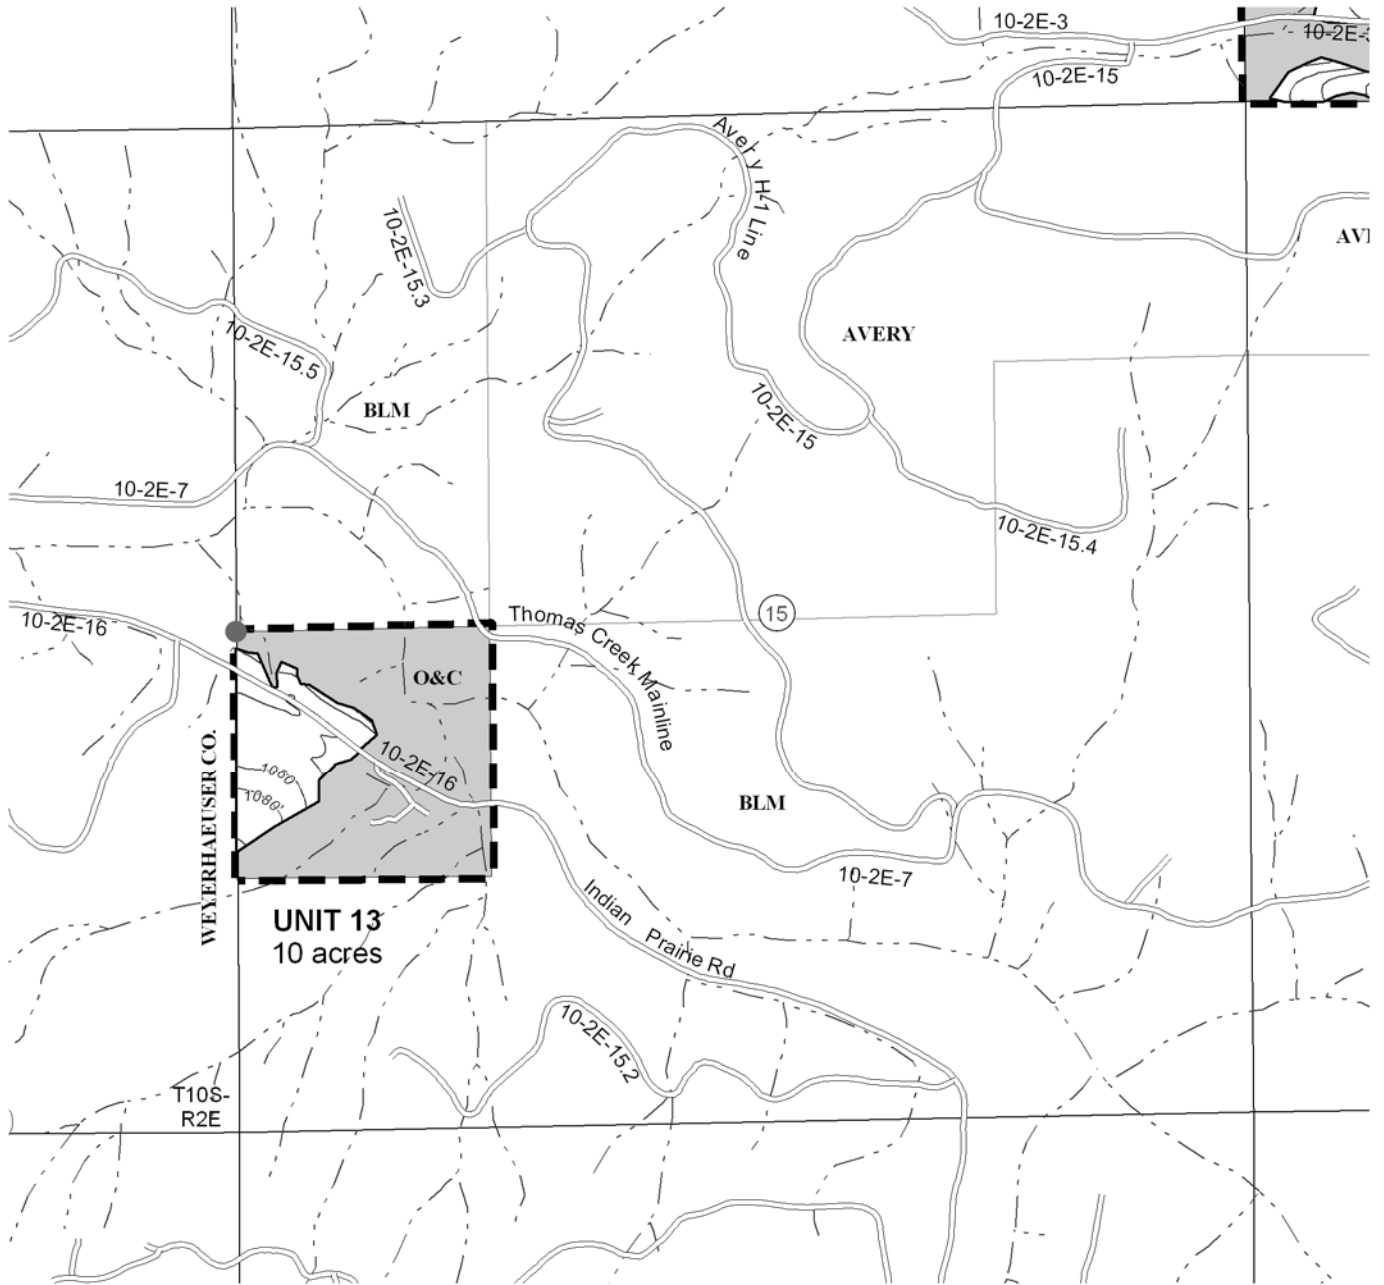 10-2E-3
10-2E-3
10-2E-15
Avery H-1 Line
10-2E-15.3
AVERY
10-2E-15.5
BLM
10-2E-15
10-2E-7
10-2E-15.4
15
10-2E-16
Thomas Creek Mainline
O&C
10-2E-16
1060'
1080'
WEYERHAEUSER CO.
BLM
10-2E-7
Indian Prairie Rd
UNIT 13
10 acres
10-2E-15.2
T10S-
R2E